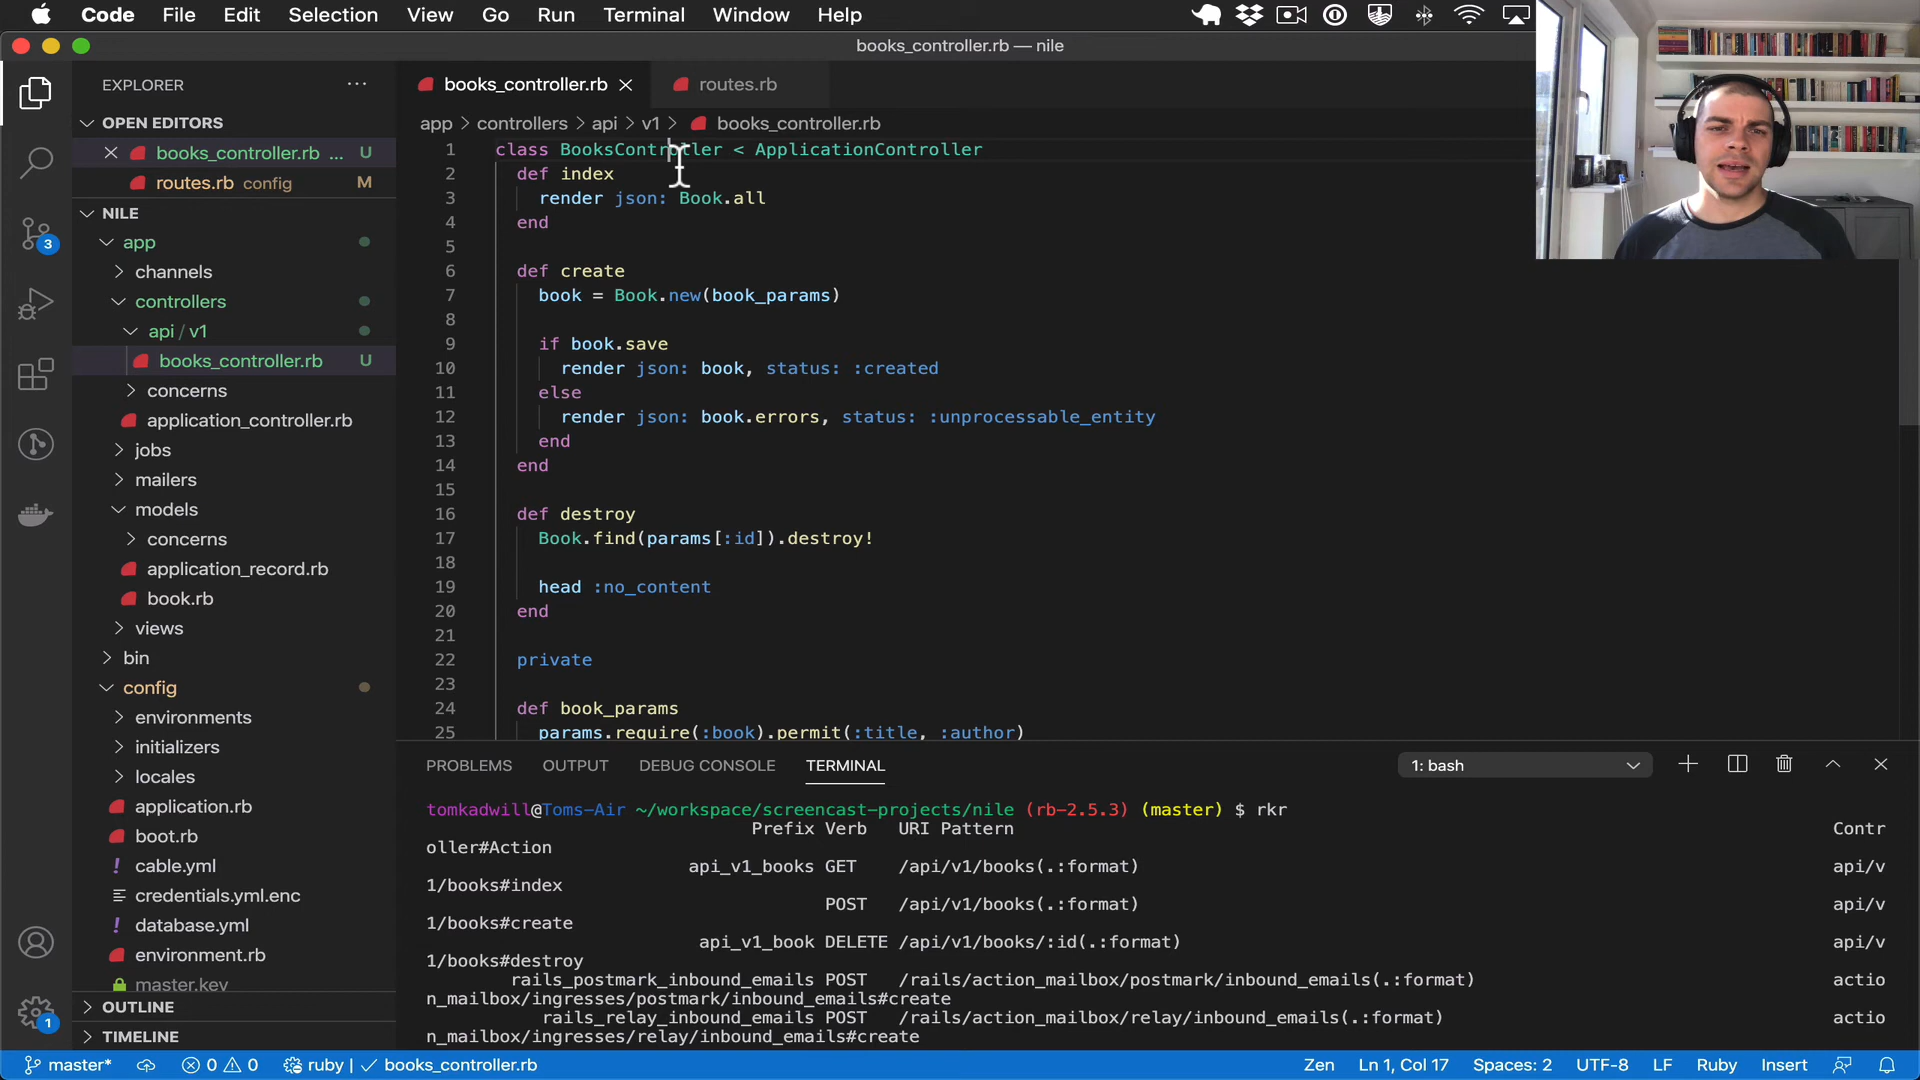 Code File Edit Selection View Go Run Terminal Window Help
books_controller.rb — nile
EXPLORER
OPEN EDITORS
books_controller.rb ... U
routes.rb config M
NILE
app
channels
controllers
api / v1
books_controller.rb U
concerns
application_controller.rb
jobs
mailers
models
concerns
application_record.rb
book.rb
views
bin
config
environments
initializers
locales
application.rb
boot.rb
cable.yml
credentials.yml.enc
database.yml
environment.rb
master.key
OUTLINE
TIMELINE
3
1
books_controller.rb routes.rb
app > controllers > api > v1 > books_controller.rb
1 class BooksController < ApplicationController
2 def index
3 render json: Book.all
4 end
5
6 def create
7 book = Book.new(book_params)
8
9 if book.save
10 render json: book, status: :created
11 else
12 render json: book.errors, status: :unprocessable_entity
13 end
14 end
15
16 def destroy
17 Book.find(params[:id]).destroy!
18
19 head :no_content
20 end
21
22 private
23
24 def book_params
25 params.require(:book).permit(:title, :author)
PROBLEMS OUTPUT DEBUG CONSOLE TERMINAL 1: bash
tomkadwill@Toms-Air ~/workspace/screencast-projects/nile (rb-2.5.3) (master) $ rkr
Prefix Verb URI Pattern Contr
oller#Action
api_v1_books GET /api/v1/books(.:format) api/v
1/books#index
POST /api/v1/books(.:format) api/v
1/books#create
api_v1_book DELETE /api/v1/books/:id(.:format) api/v
1/books#destroy
rails_postmark_inbound_emails POST /rails/action_mailbox/postmark/inbound_emails(.:format) actio
n_mailbox/ingresses/postmark/inbound_emails#create
rails_relay_inbound_emails POST /rails/action_mailbox/relay/inbound_emails(.:format) actio
n_mailbox/ingresses/relay/inbound_emails#create
master* 0 0 ruby | books_controller.rb Zen Ln 1, Col 17 Spaces: 2 UTF-8 LF Ruby Insert